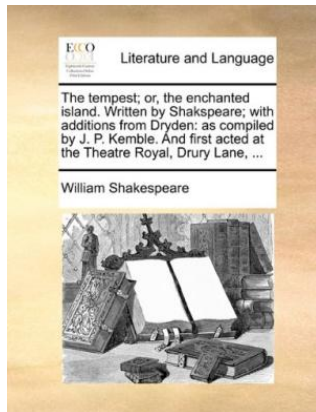 ECCO
Literature and Language
The tempest; or, the enchanted
island. Written by Shakspeare; with
additions from Dryden: as compiled
by J. P. Kemble. And first acted at
the Theatre Royal, Drury Lane, ...
William Shakespeare